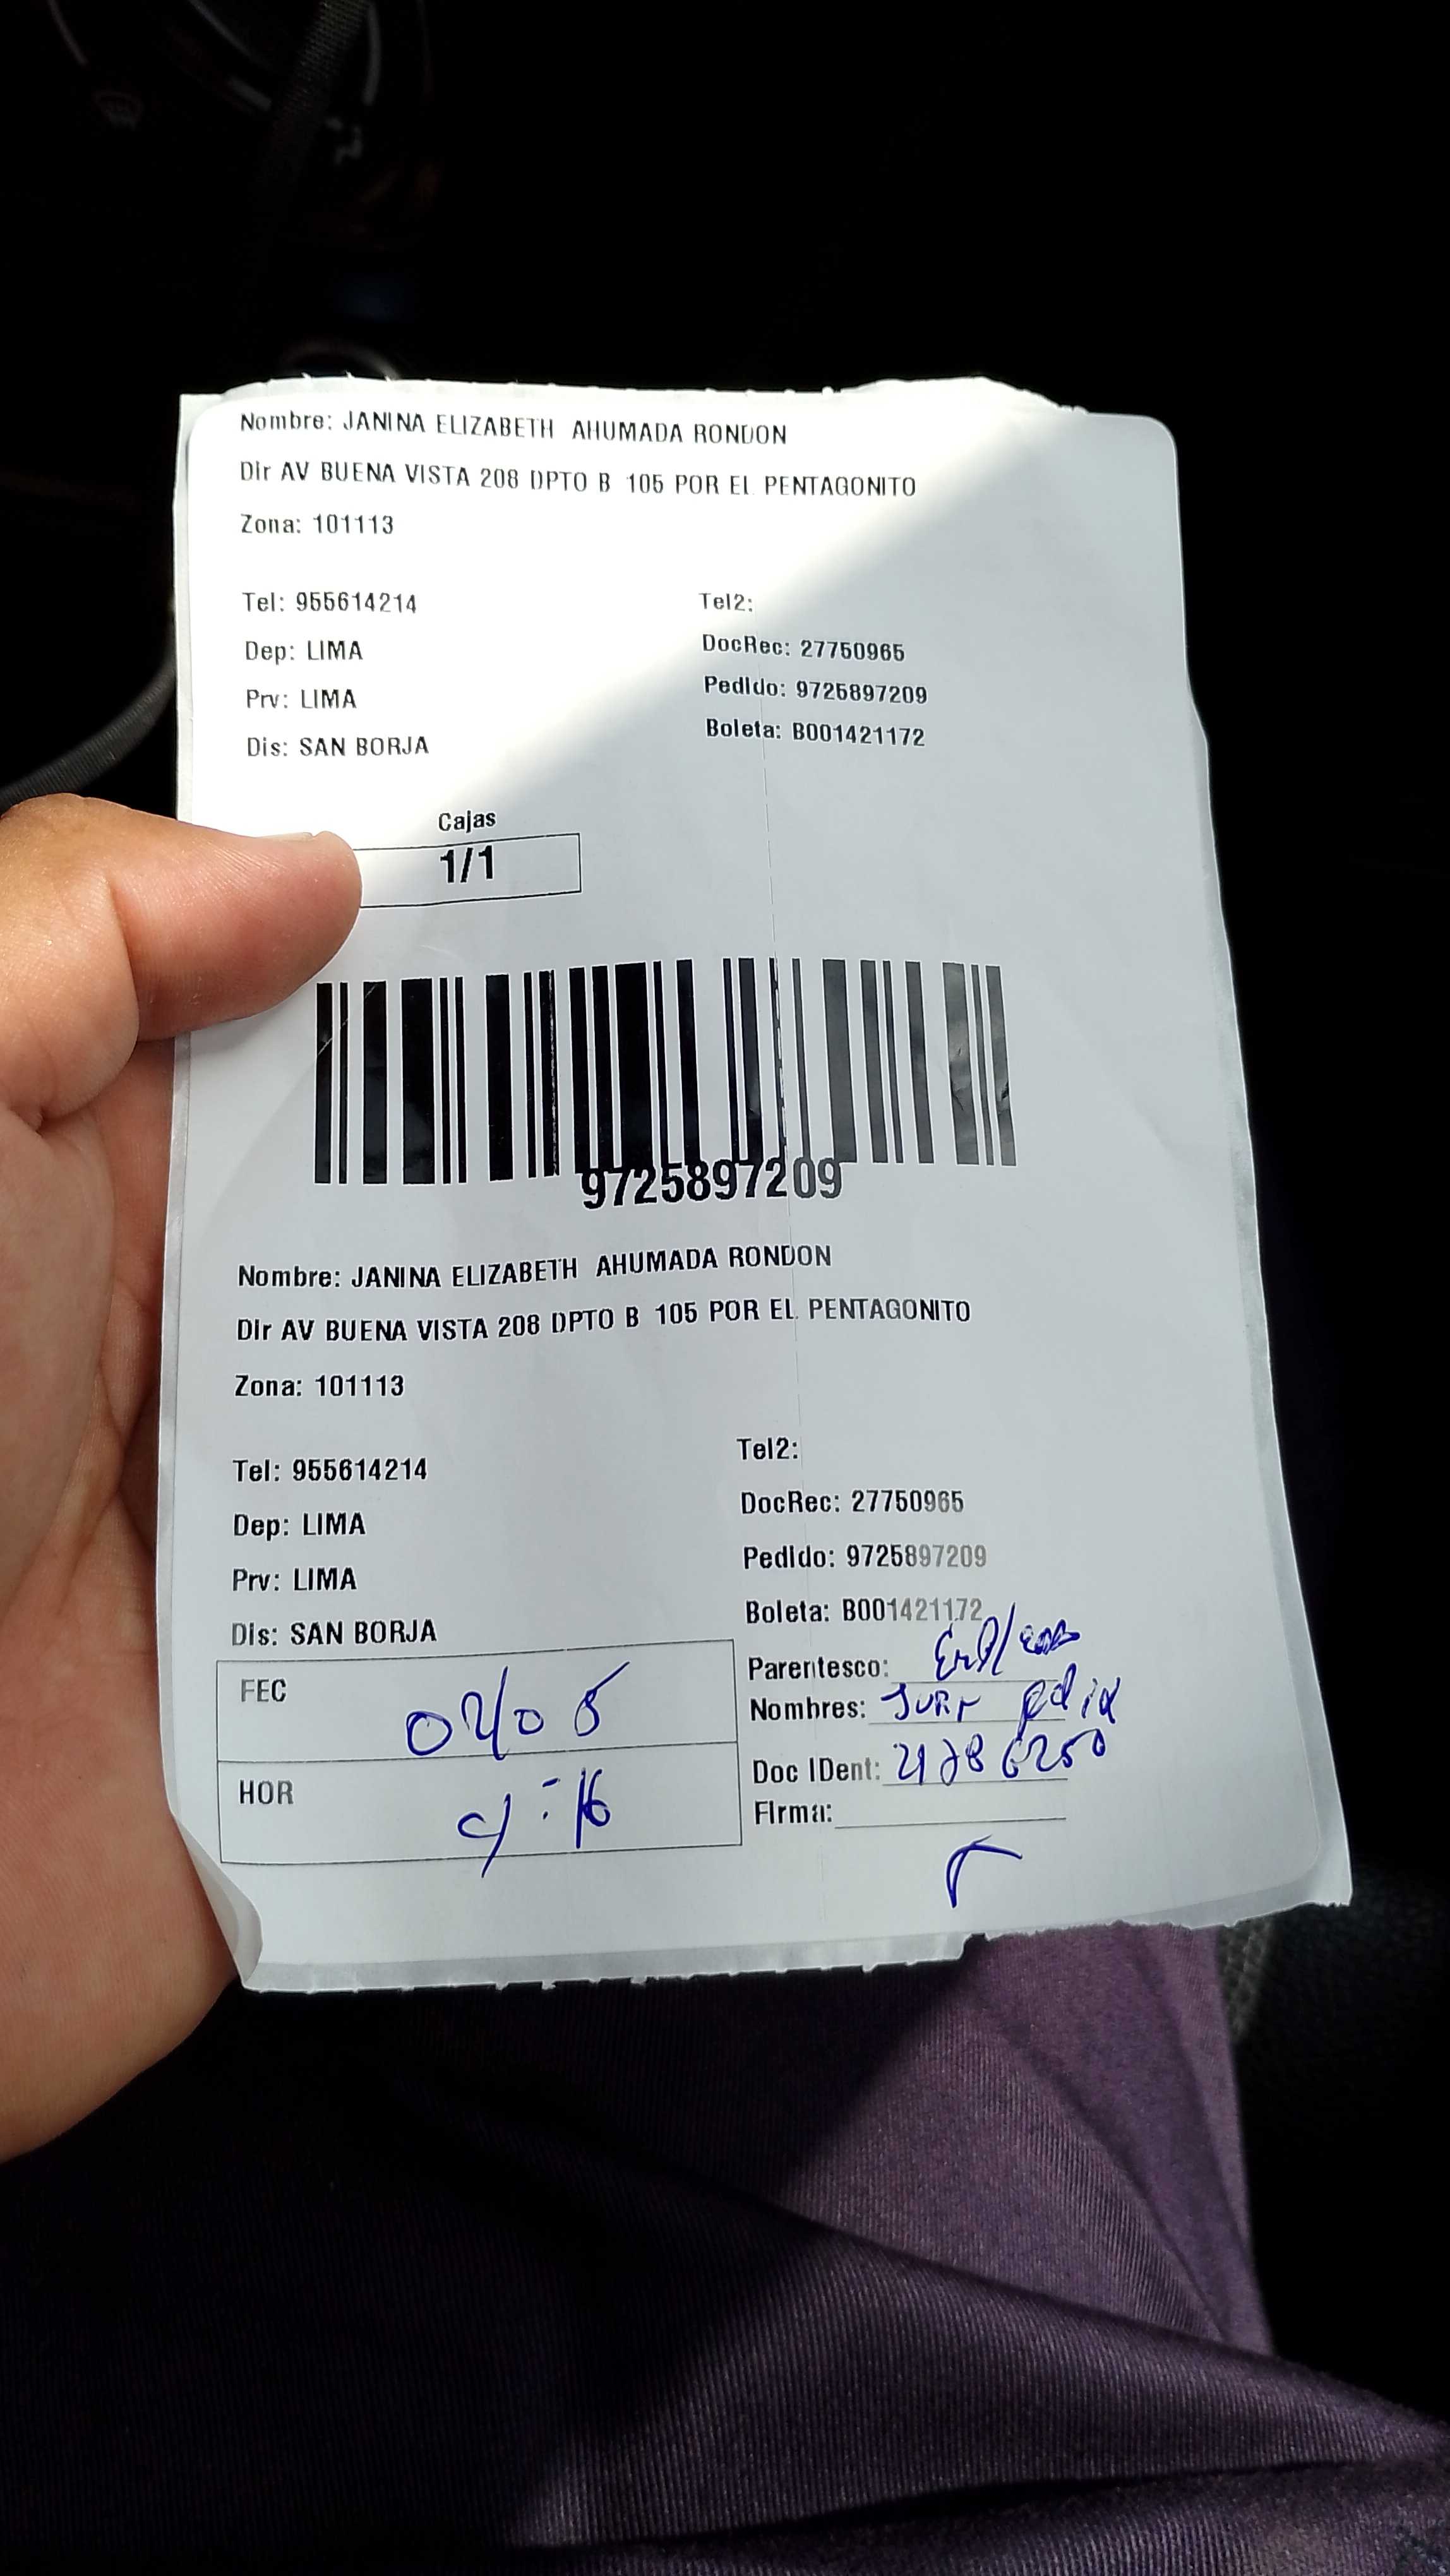 Nombre: JANINA ELIZABETH AHUMADA RONDON
Dir AV BUENA VISTA 208 DPTO B 105 POR EL PENTAGONITO
Zona: 101113
Tel: 955614214 Tel2:
Dep: LIMA DocRec: 27750965
Prv: LIMA Pedido: 9725897209
Dis: SAN BORJA Boleta: B001421172
Cajas
1/1
9725897209
Nombre: JANINA ELIZABETH AHUMADA RONDON
Dir AV BUENA VISTA 208 DPTO B 105 POR EL PENTAGONITO
Zona: 101113
Tel: 955614214 Tel2:
Dep: LIMA DocRec: 27750965
Prv: LIMA Pedido: 9725897209
Dis: SAN BORJA Boleta: B001421172
FEC 02/05 Parentesco:
Nombres:
HOR Doc IDent:
Firma: